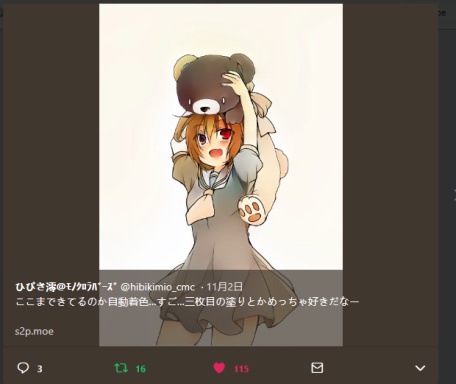 ひびき澪@ﾓﾉｸﾛﾗﾊﾞｰｽﾞ @hibikimio_cmc · 11月2日
ここまできてるのか自動着色...すご...三枚目の塗りとかめっちゃ好きだなー
s2p.moe
3 16 115